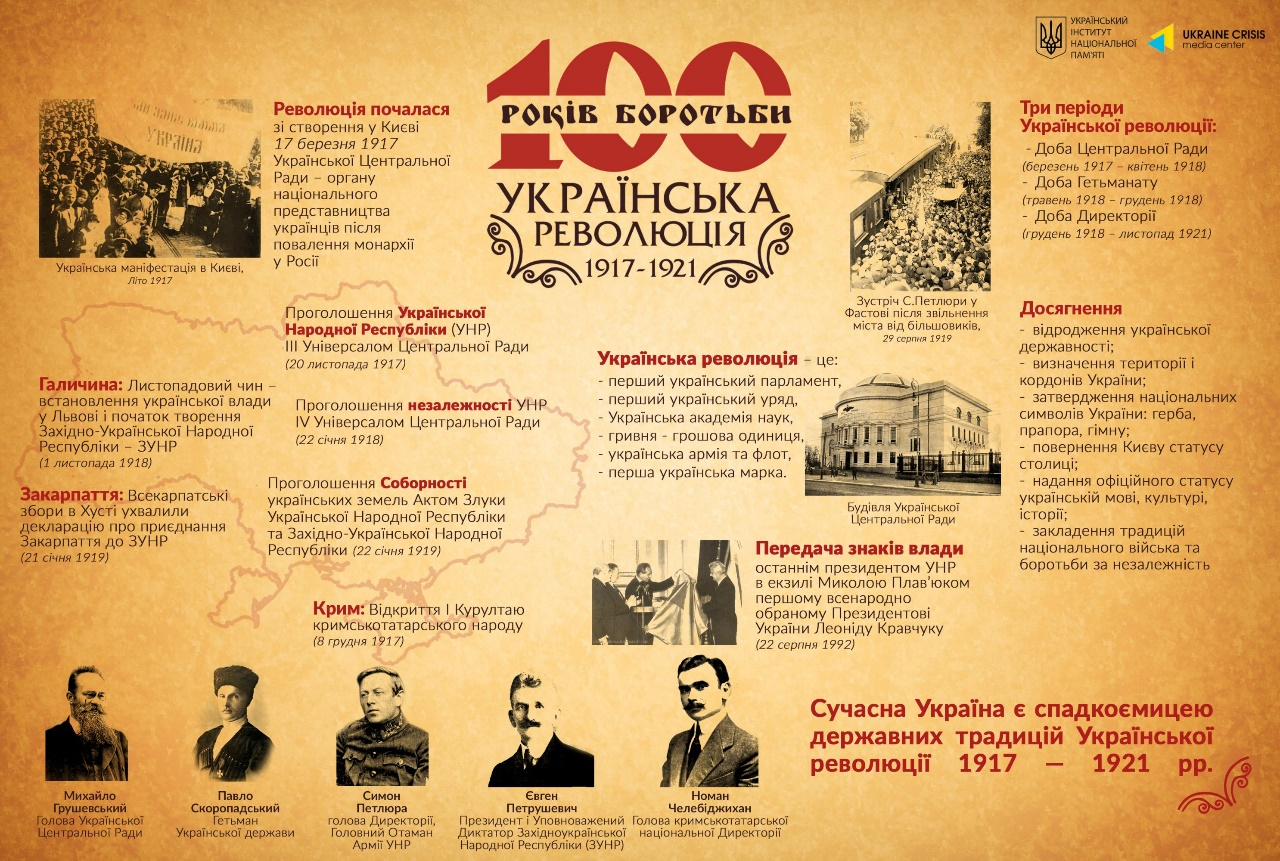 УКРАЇНСЬКИЙ
ІНСТИТУТ
НАЦІОНАЛЬНОЇ
ПАМ'ЯТІ
UKRAINE CRISIS
media center
100
РОКІВ БОРОТЬБИ
УКРАЇНСЬКА
РЕВОЛЮЦІЯ
1917-1921
УКРАЇНА
Українська маніфестація в Києві,
Літо 1917
Революція почалася
зі створення у Києві
17 березня 1917
Української Центральної
Ради – органу
національного
представництва
українців після
повалення монархії
у Росії
Зустріч С.Петлюри у
Фастові після звільнення
міста від більшовиків,
29 серпня 1919
Три періоди
Української революції:
- Доба Центральної Ради
(березень 1917 – квітень 1918)
- Доба Гетьманату
(травень 1918 – грудень 1918)
- Доба Директорії
(грудень 1918 – листопад 1921)
Проголошення Української
Народної Республіки (УНР)
ІІІ Універсалом Центральної Ради
(20 листопада 1917)
Галичина: Листопадовий чин –
встановлення української влади
у Львові і початок творення
Західно-Української Народної
Республіки – ЗУНР
(1 листопада 1918)
Проголошення незалежності УНР
IV Універсалом Центральної Ради
(22 січня 1918)
Закарпаття: Всекарпатські
збори в Хусті ухвалили
декларацію про приєднання
Закарпаття до ЗУНР
(21 січня 1919)
Проголошення Соборності
українських земель Актом Злуки
Української Народної Республіки
та Західно-Української Народної
Республіки (22 січня 1919)
Крим: Відкриття І Курултаю
кримськотатарського народу
(8 грудня 1917)
Українська революція – це:
- перший український парламент,
- перший український уряд,
- Українська академія наук,
- гривня - грошова одиниця,
- українська армія та флот,
- перша українська марка.
Будівля Української
Центральної Ради
Передача знаків влади
останнім президентом УНР
в екзилі Миколою Плав'юком
першому всенародно
обраному Президентові
України Леоніду Кравчуку
(22 серпня 1992)
Досягнення
- відродження української
державності;
- визначення території і
кордонів України;
- затвердження національних
символів України: герба,
прапора, гімну;
- повернення Києву статусу
столиці;
- надання офіційного статусу
українській мові, культурі,
історії;
- закладення традицій
національного війська та
боротьби за незалежність
Михайло
Грушевський
Голова Української
Центральної Ради
Павло
Скоропадський
Гетьман
Української держави
Симон
Петлюра
голова Директорії,
Головний Отаман
Армії УНР
Євген
Петрушевич
Президент і Уповноважений
Диктатор Західноукраїнської
Народної Республіки (ЗУНР)
Номан
Челебіджихан
Голова кримськотатарської
національної Директорії
Сучасна Україна є спадкоємицею
державних традицій Української
революції 1917 – 1921 рр.